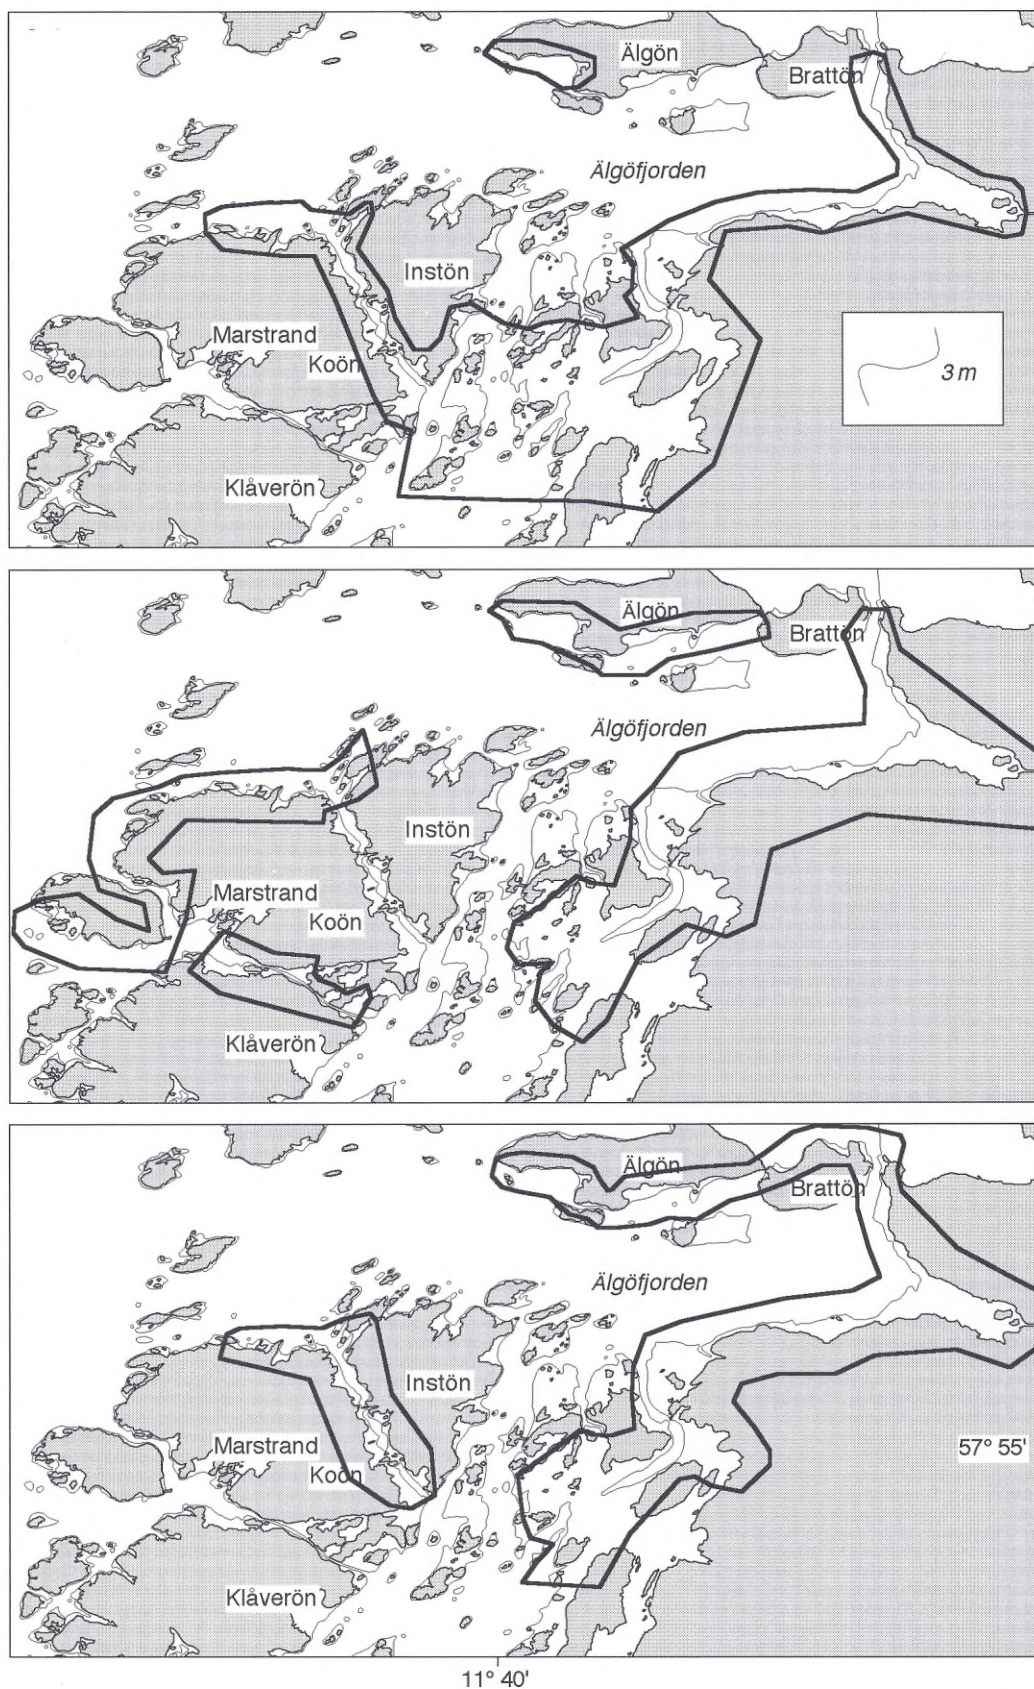 Älgön
Brattön
Älgöfjorden
Instön
Marstrand
Koön
3 m
Klåverön
Älgön
Brattön
Älgöfjorden
Instön
Marstrand
Koön
Klåverön
Älgön
Brattön
Älgöfjorden
Instön
Marstrand
57° 55'
Koön
Klåverön
11° 40'